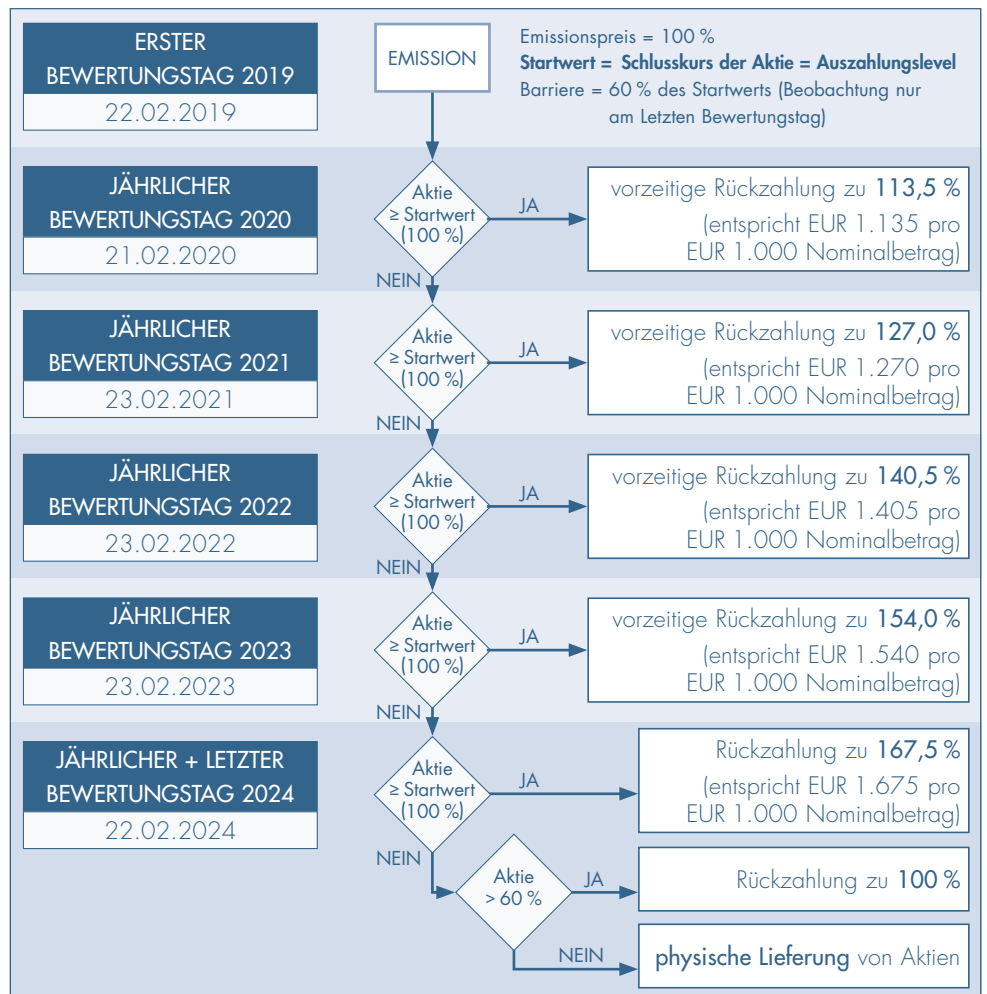 ERSTER
BEWERTUNGSTAG 2019
22.02.2019
EMISSION
Emissionspreis = 100 %
Startwert = Schlusskurs der Aktie = Auszahlungslevel
Barriere = 60 % des Startwerts (Beobachtung nur
am Letzten Bewertungstag)
JÄHRLICHER
BEWERTUNGSTAG 2020
21.02.2020
Aktie
≥ Startwert
(100 %)
JA
NEIN
vorzeitige Rückzahlung zu 113,5 %
(entspricht EUR 1.135 pro
EUR 1.000 Nominalbetrag)
JÄHRLICHER
BEWERTUNGSTAG 2021
23.02.2021
Aktie
≥ Startwert
(100 %)
JA
NEIN
vorzeitige Rückzahlung zu 127,0 %
(entspricht EUR 1.270 pro
EUR 1.000 Nominalbetrag)
JÄHRLICHER
BEWERTUNGSTAG 2022
23.02.2022
Aktie
≥ Startwert
(100 %)
JA
NEIN
vorzeitige Rückzahlung zu 140,5 %
(entspricht EUR 1.405 pro
EUR 1.000 Nominalbetrag)
JÄHRLICHER
BEWERTUNGSTAG 2023
23.02.2023
Aktie
≥ Startwert
(100 %)
JA
NEIN
vorzeitige Rückzahlung zu 154,0 %
(entspricht EUR 1.540 pro
EUR 1.000 Nominalbetrag)
JÄHRLICHER + LETZTER
BEWERTUNGSTAG 2024
22.02.2024
Aktie
≥ Startwert
(100 %)
JA
NEIN
Rückzahlung zu 167,5 %
(entspricht EUR 1.675 pro
EUR 1.000 Nominalbetrag)
Aktie
> 60 %
JA
Rückzahlung zu 100 %
NEIN
physische Lieferung von Aktien